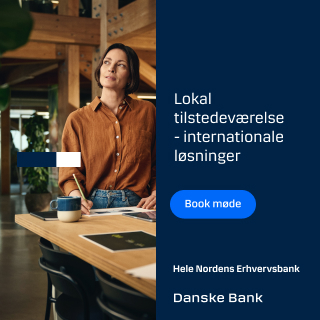 Lokal
tilstedeværelse
- internationale
løsninger
Book møde
Hele Nordens Erhvervsbank
Danske Bank